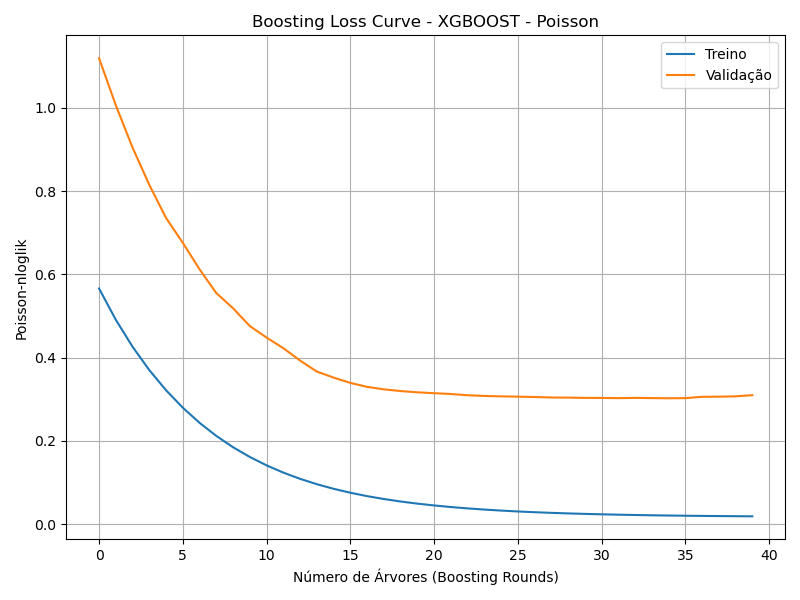 Boosting Loss Curve - XGBOOST - Poisson
Treino
Validação
1.0
0.8
0.6
0.4
0.2
0.0
Poisson-nloglik
0 5 10 15 20 25 30 35 40
Número de Árvores (Boosting Rounds)